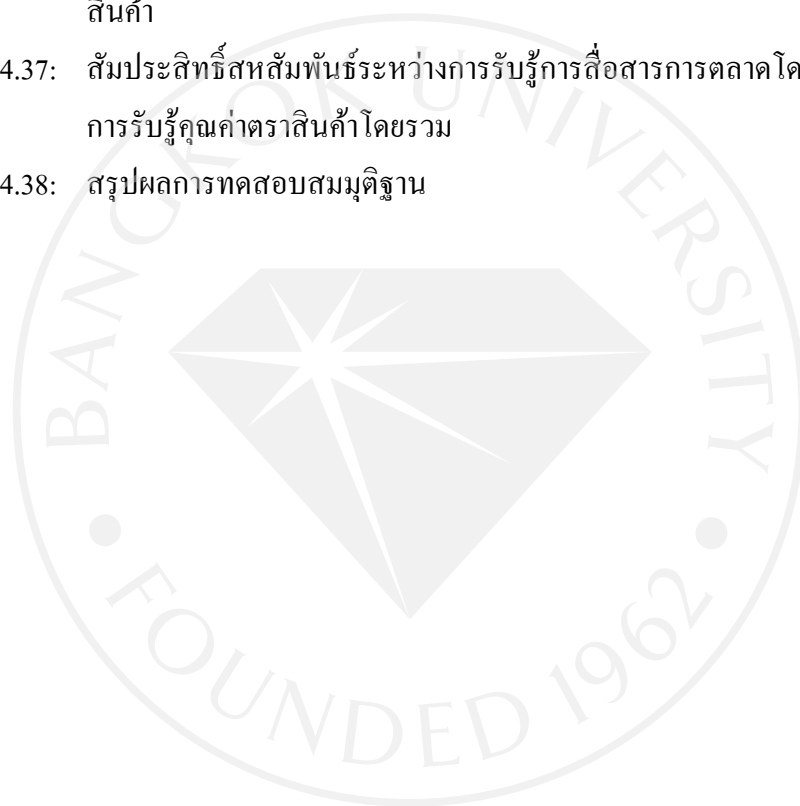 สินค้า
4.37: สัมประสิทธิ์สหสัมพันธ์ระหว่างการรับรู้การสื่อสารการตลาดโด
การรับรู้คุณค่าตราสินค้าโดยรวม
4.38: สรุปผลการทดสอบสมมุติฐาน
BANGKOK UNIVERSITY
FOUNDED 1962